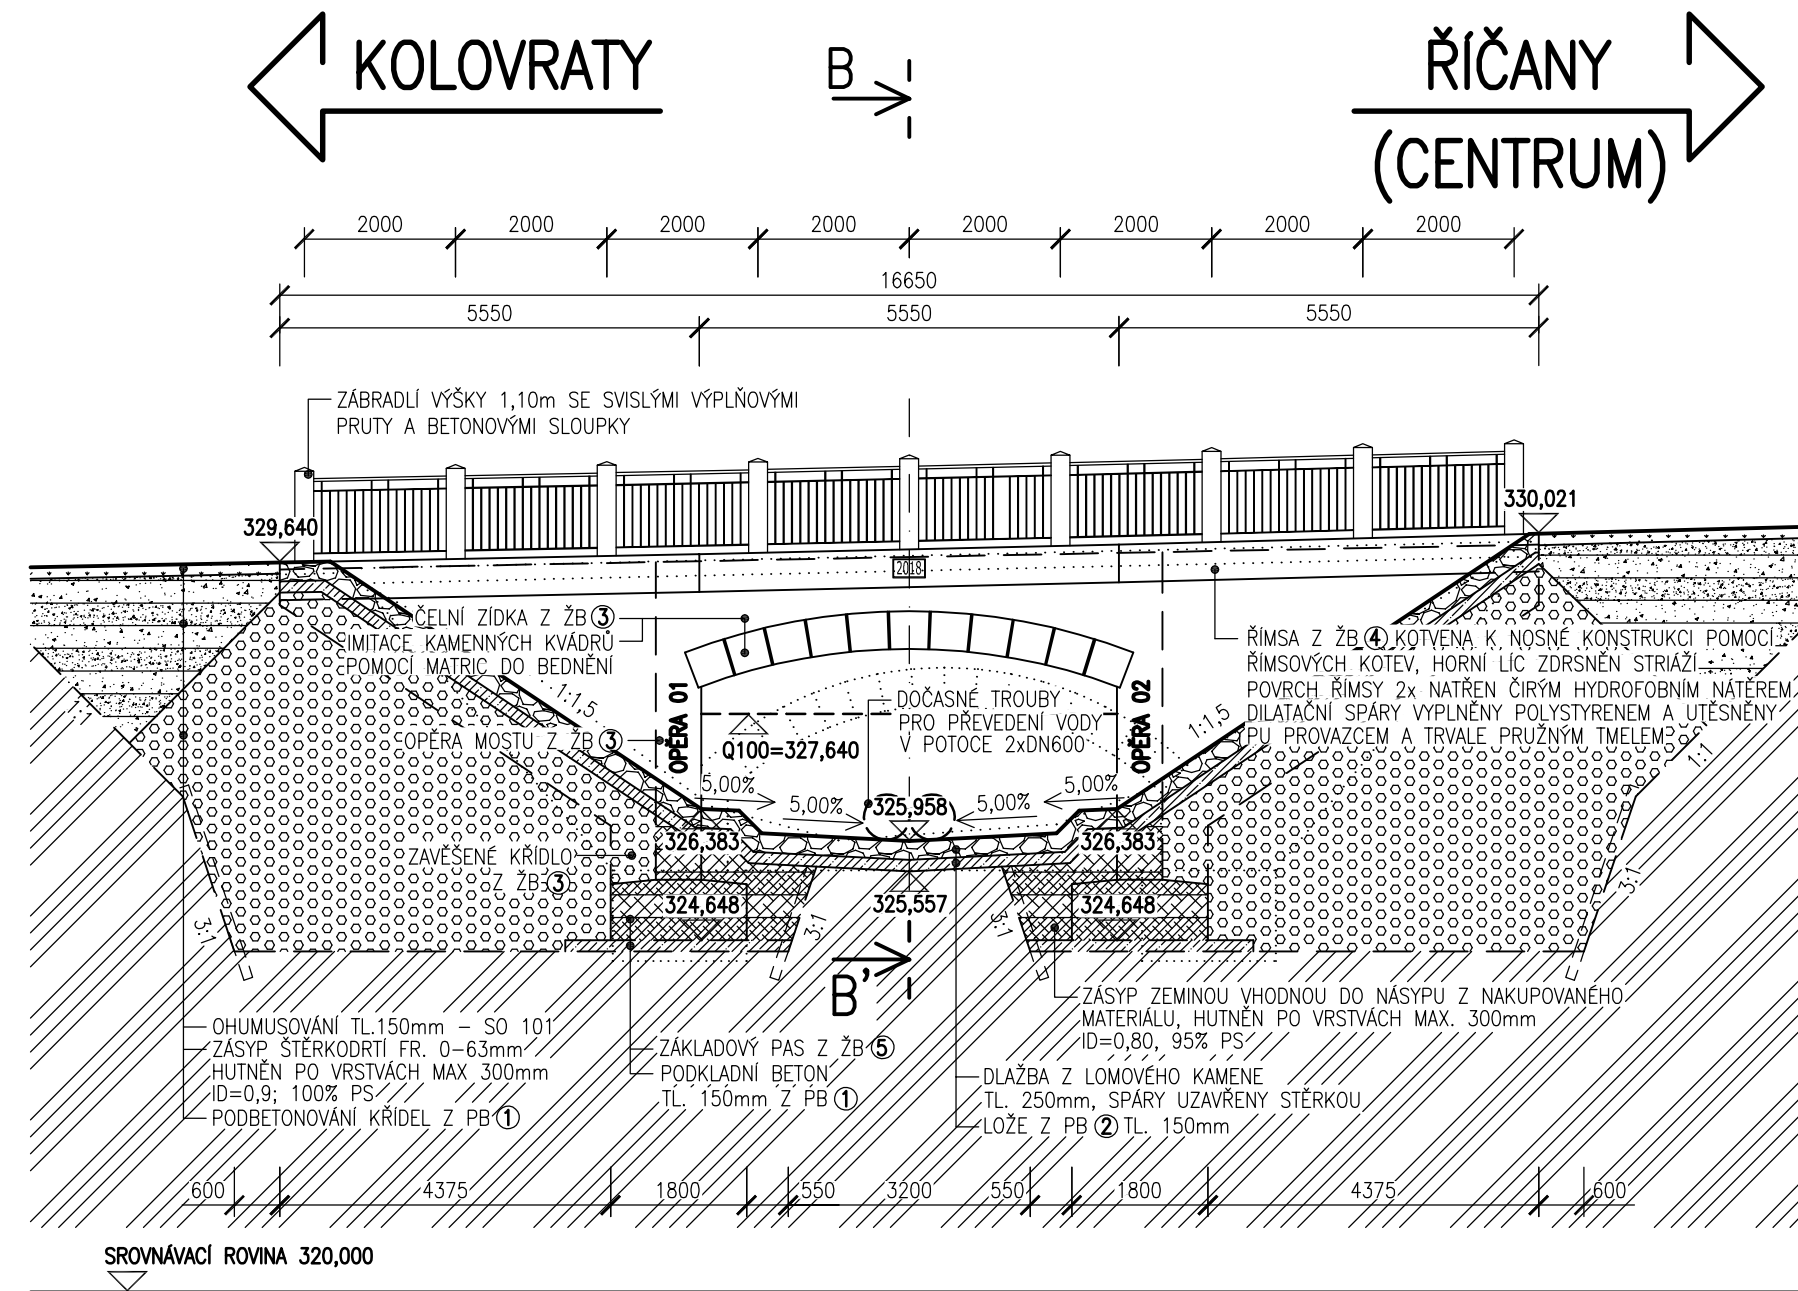 KOLOVRATY
B
ŘÍČANY
(CENTRUM)
2000 2000 2000 2000 2000 2000 2000 2000
16650
5550 5550 5550
ZÁBRADLÍ VÝŠKY 1,10m SE SVISLÝMI VÝPLŇOVÝMI
PRUTY A BETONOVÝMI SLOUPKY
329,640
330,021
2018
ČELNÍ ZÍDKA Z ŽB 3
IMITACE KAMENNÝCH KVÁDRŮ
POMOCÍ MATRIC DO BEDNĚNÍ
ŘÍMSA Z ŽB 4 KOTVENA K NOSNÉ KONSTRUKCI POMOCÍ
ŘÍMSOVÝCH KOTEV, HORNÍ LÍC ZDRSNĚN STRIÁŽÍ
POVRCH ŘÍMSY 2x NATŘEN ČIRÝM HYDROFOBNÍM NÁTĚREM
DILATAČNÍ SPÁRY VYPLNĚNY POLYSTYRENEM A UTĚSNĚNY
PU PROVAZCEM A TRVALE PRUŽNÝM TMELEM
1:1,5
OPĚRA 01
DOČASNÉ TROUBY
PRO PŘEVEDENÍ VODY
V POTOCE 2xDN600
OPĚRA 02
1:1,5
1:1
OPĚRA MOSTU Z ŽB 3
Q100=327,640
5,00% 5,00% 5,00% 5,00%
325,958
326,383 326,383
ZAVĚŠENÉ KŘÍDLO
Z ŽB 3
324,648 325,557 324,648
3:1 3:1 3:1 3:1
B'
ZÁSYP ZEMINOU VHODNOU DO NÁSYPU Z NAKUPOVANÉHO
MATERIÁLU, HUTNĚN PO VRSTVÁCH MAX. 300mm
ID=0,80, 95% PS
OHUMUSOVÁNÍ TL.150mm – SO 101
ZÁSYP ŠTĚRKODRTÍ FR. 0–63mm
HUTNĚN PO VRSTVÁCH MAX 300mm
ID=0,9; 100% PS
PODBETONOVÁNÍ KŘÍDEL Z PB 1
ZÁKLADOVÝ PAS Z ŽB 5
PODKLADNÍ BETON
TL. 150mm Z PB 1
DLAŽBA Z LOMOVÉHO KAMENE
TL. 250mm, SPÁRY UZAVŘENY STĚRKOU
LOŽE Z PB 2 TL. 150mm
600 4375 1800 550 3200 550 1800 4375 600
SROVNÁVACÍ ROVINA 320,000